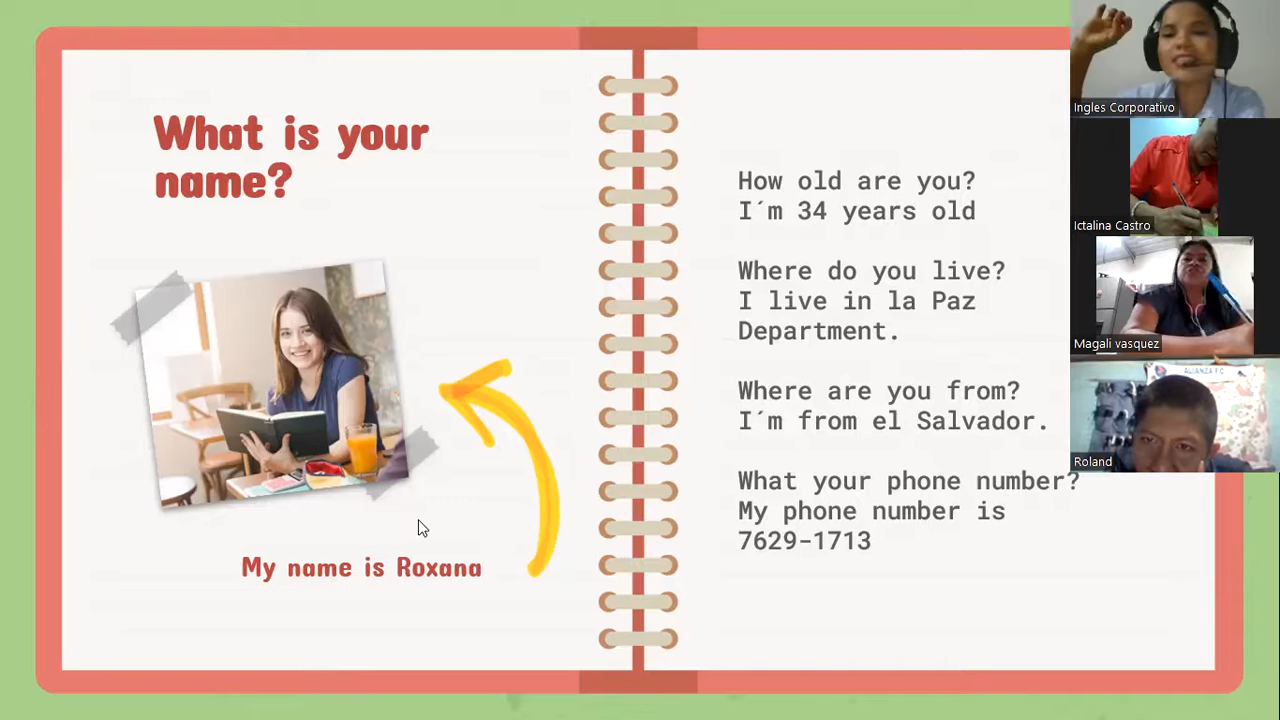 What is your
name?
My name is Roxana
How old are you?
I´m 34 years old
Where do you live?
I live in la Paz
Department.
Where are you from?
I´m from el Salvador.
What your phone number?
My phone number is
7629-1713
Ingles Corporativo
Ictalina Castro
Magali vasquez
ALIANZA F.C
Roland